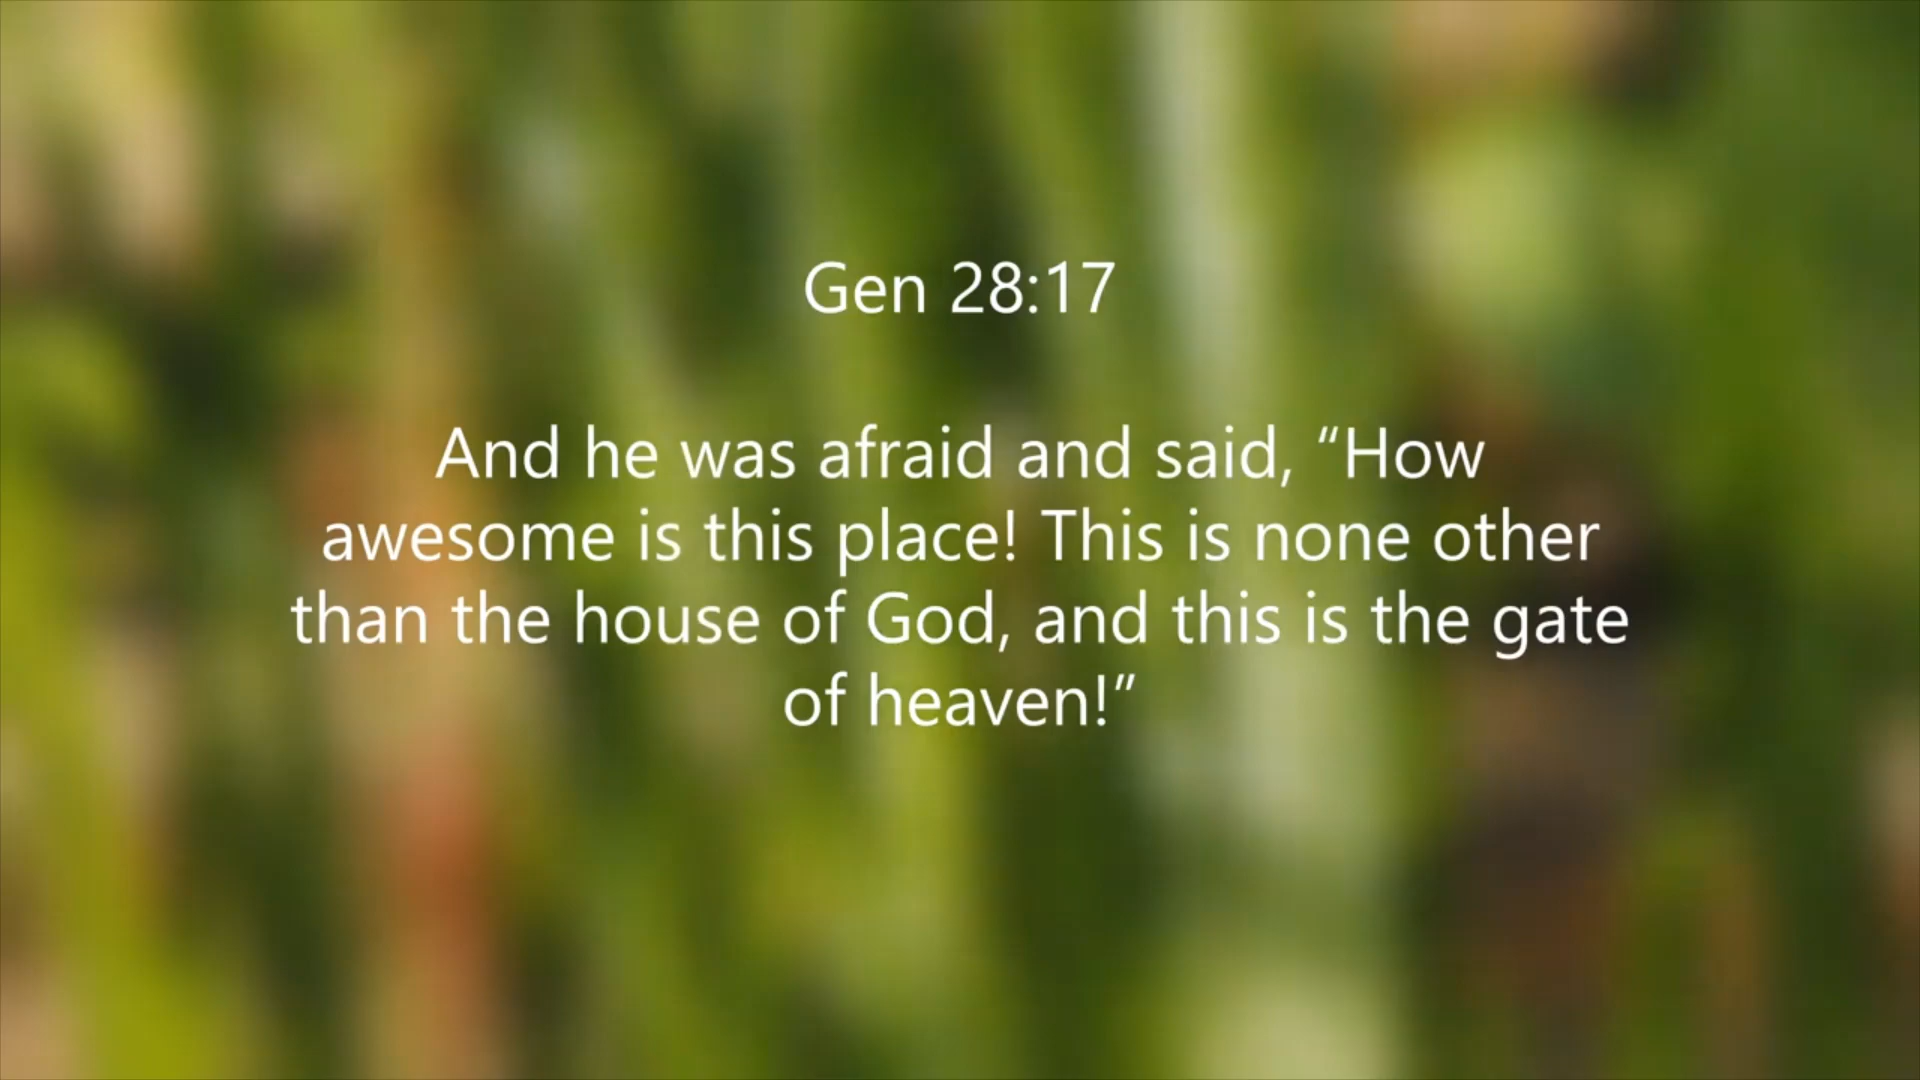 Gen 28:17
And he was afraid and said, “How
awesome is this place! This is none other
than the house of God, and this is the gate
of heaven!”